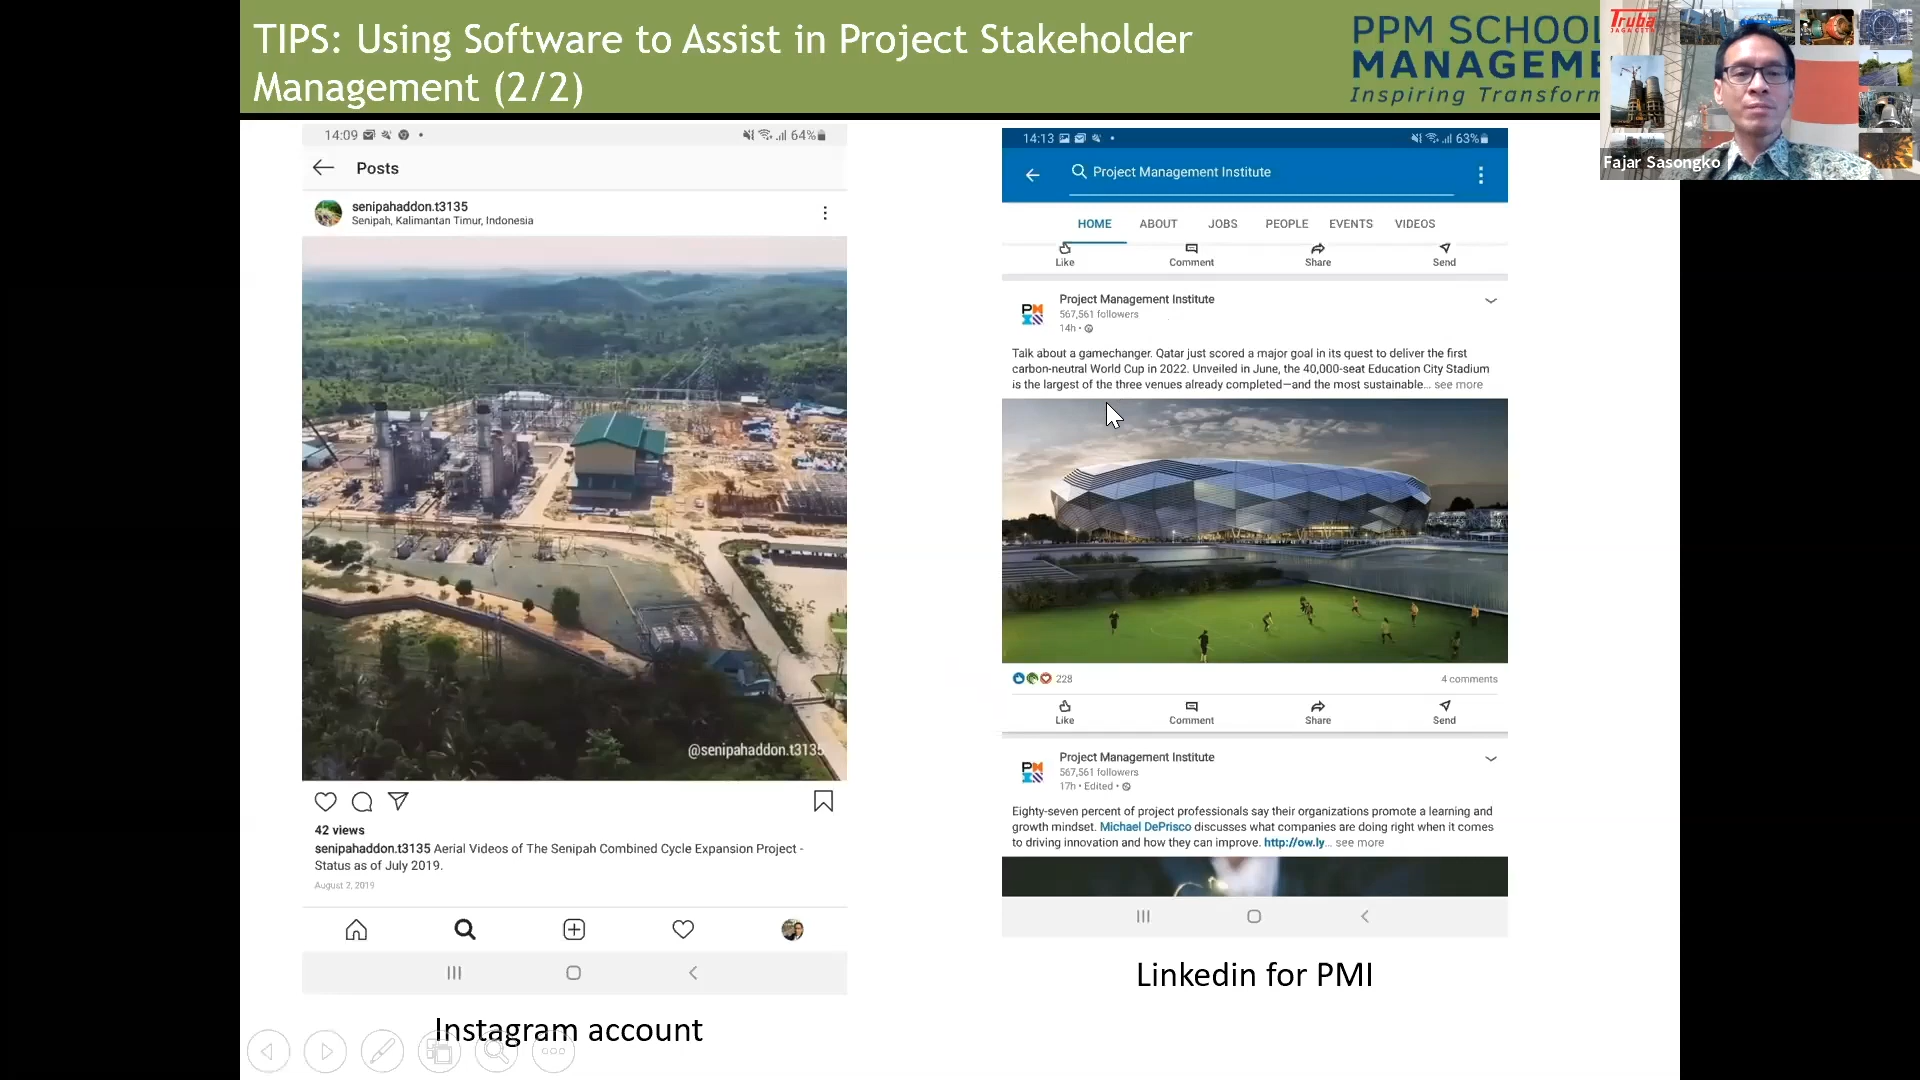 TIPS: Using Software to Assist in Project Stakeholder
Management (2/2)
PPM SCHOOL
MANAGEME
Inspiring Transform
Truba
JAGA CITA
Fajar Sasongko
14:09
64%
Posts
senipahaddon.t3135
Senipah, Kalimantan Timur, Indonesia
@senipahaddon.t3135
42 views
senipahaddon.t3135 Aerial Videos of The Senipah Combined Cycle Expansion Project -
Status as of July 2019.
August 7, 2019
Instagram account
14:13
63%
Project Management Institute
HOME ABOUT JOBS PEOPLE EVENTS VIDEOS
Like Comment Share Send
Project Management Institute
567,561 followers
14h •
Talk about a gamechanger. Qatar just scored a major goal in its quest to deliver the first
carbon-neutral World Cup in 2022. Unveiled in June, the 40,000-seat Education City Stadium
is the largest of the three venues already completed—and the most sustainable... see more
228
4 comments
Like Comment Share Send
Project Management Institute
567,561 followers
17h • Edited •
Eighty-seven percent of project professionals say their organizations promote a learning and
growth mindset. Michael DePrisco discusses what companies are doing right when it comes
to driving innovation and how they can improve. http://ow.ly... see more
Linkedin for PMI